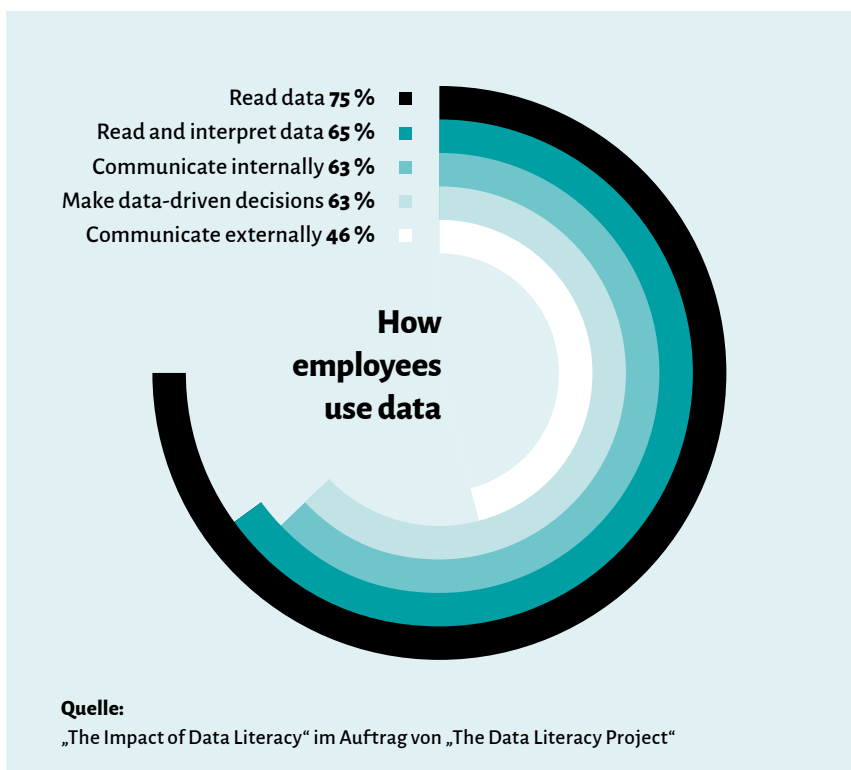 Read data 75 %
Read and interpret data 65 %
Communicate internally 63 %
Make data-driven decisions 63 %
Communicate externally 46 %
How
employees
use data
Quelle:
„The Impact of Data Literacy“ im Auftrag von „The Data Literacy Project“